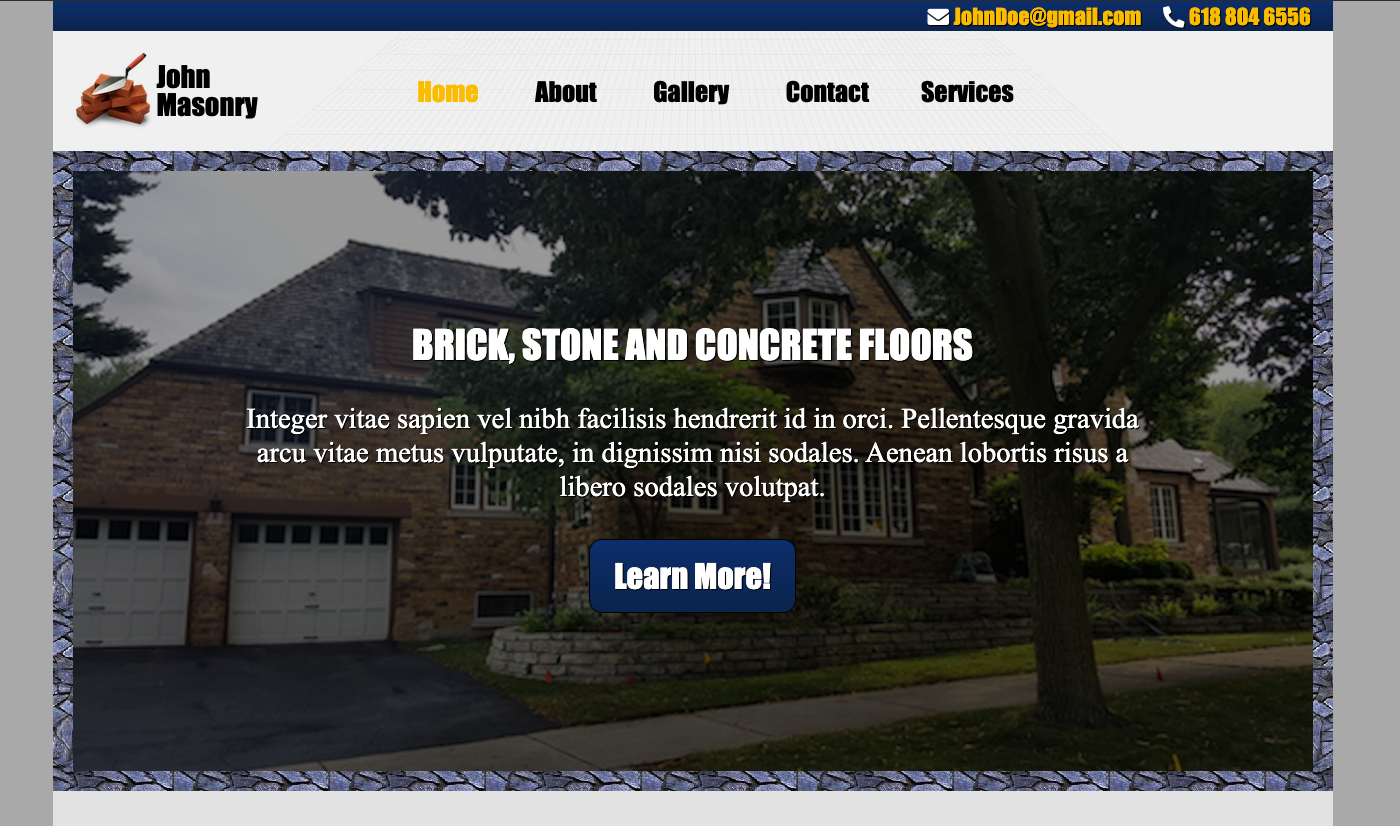 JohnDoe@gmail.com 618 804 6556
John
Masonry
Home About Gallery Contact Services
BRICK, STONE AND CONCRETE FLOORS
Integer vitae sapien vel nibh facilisis hendrerit id in orci. Pellentesque gravida
arcu vitae metus vulputate, in dignissim nisi sodales. Aenean lobortis risus a
libero sodales volutpat.
Learn More!